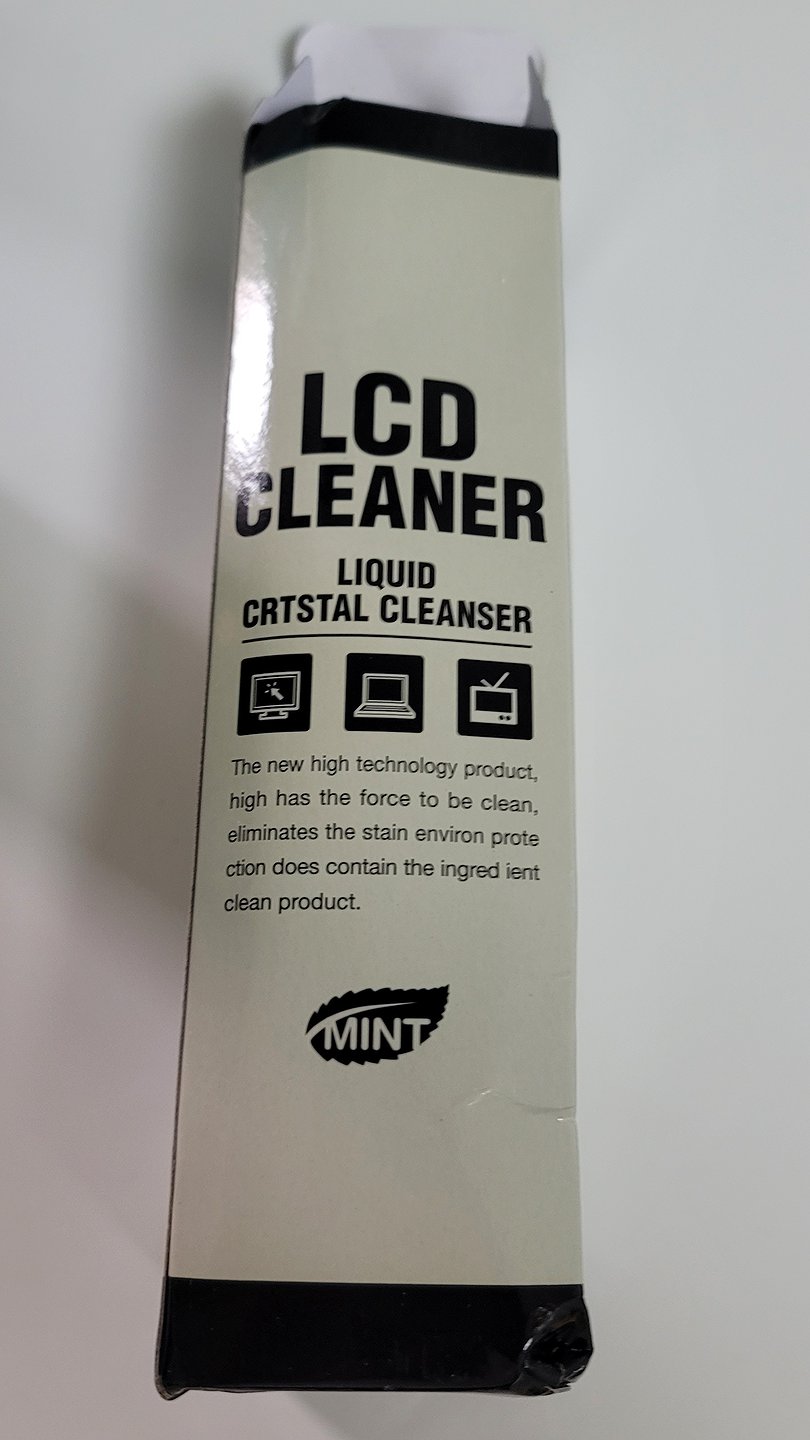 LCD
CLEANER
LIQUID
CRTSTAL CLEANSER
The new high technology product,
high has the force to be clean,
eliminates the stain environ prote
ction does contain the ingred ient
clean product.
MINT